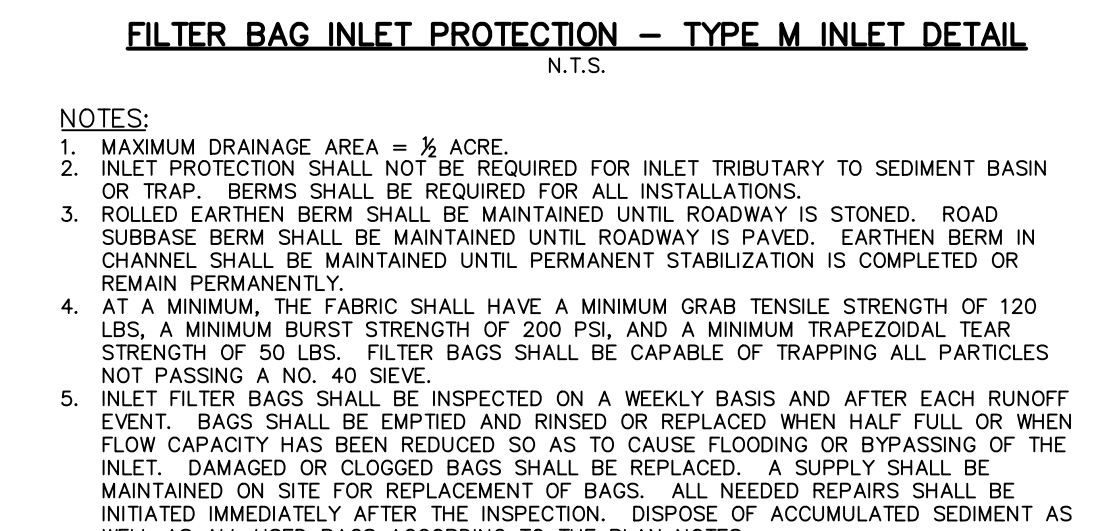 FILTER BAG INLET PROTECTION – TYPE M INLET DETAIL
N.T.S.
NOTES:
1. MAXIMUM DRAINAGE AREA = ½ ACRE.
2. INLET PROTECTION SHALL NOT BE REQUIRED FOR INLET TRIBUTARY TO SEDIMENT BASIN
OR TRAP. BERMS SHALL BE REQUIRED FOR ALL INSTALLATIONS.
3. ROLLED EARTHEN BERM SHALL BE MAINTAINED UNTIL ROADWAY IS STONED. ROAD
SUBBASE BERM SHALL BE MAINTAINED UNTIL ROADWAY IS PAVED. EARTHEN BERM IN
CHANNEL SHALL BE MAINTAINED UNTIL PERMANENT STABILIZATION IS COMPLETED OR
REMAIN PERMANENTLY.
4. AT A MINIMUM, THE FABRIC SHALL HAVE A MINIMUM GRAB TENSILE STRENGTH OF 120
LBS, A MINIMUM BURST STRENGTH OF 200 PSI, AND A MINIMUM TRAPEZOIDAL TEAR
STRENGTH OF 50 LBS. FILTER BAGS SHALL BE CAPABLE OF TRAPPING ALL PARTICLES
NOT PASSING A NO. 40 SIEVE.
5. INLET FILTER BAGS SHALL BE INSPECTED ON A WEEKLY BASIS AND AFTER EACH RUNOFF
EVENT. BAGS SHALL BE EMPTIED AND RINSED OR REPLACED WHEN HALF FULL OR WHEN
FLOW CAPACITY HAS BEEN REDUCED SO AS TO CAUSE FLOODING OR BYPASSING OF THE
INLET. DAMAGED OR CLOGGED BAGS SHALL BE REPLACED. A SUPPLY SHALL BE
MAINTAINED ON SITE FOR REPLACEMENT OF BAGS. ALL NEEDED REPAIRS SHALL BE
INITIATED IMMEDIATELY AFTER THE INSPECTION. DISPOSE OF ACCUMULATED SEDIMENT AS
WELL AS ALL USED BAGS ACCORDING TO THE PLAN NOTES.